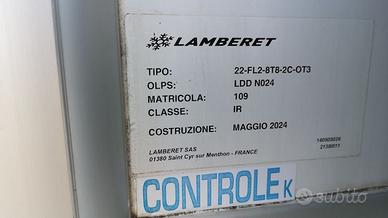 LAMBERET
TIPO: 22-FL2-8T8-2C-OT3
OLPS: LDD N024
MATRICOLA: 109
CLASSE: IR
COSTRUZIONE: MAGGIO 2024
LAMBERET SAS
01380 Saint Cyr sur Menthon - FRANCE
CONTROLE K
subito